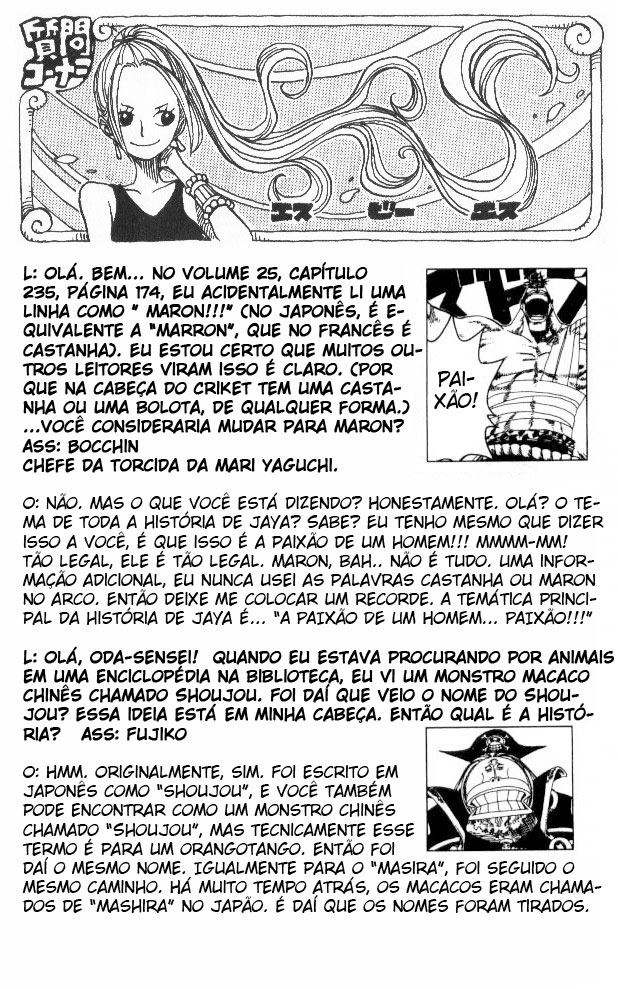 質問
コーナー
エス ビー エス
L: OLÁ. BEM... NO VOLUME 25, CAPÍTULO
235, PÁGINA 174, EU ACIDENTALMENTE LI UMA
LINHA COMO " MARON!!!" (NO JAPONÊS, É E-
QUIVALENTE A "MARRON", QUE NO FRANCÊS É
CASTANHA). EU ESTOU CERTO QUE MUITOS OU-
TROS LEITORES VIRAM ISSO É CLARO. (POR
QUE NA CABEÇA DO CRIKET TEM UMA CASTA-
NHA OU UMA BOLOTA, DE QUALQUER FORMA.)
...VOCÊ CONSIDERARIA MUDAR PARA MARON?
ASS: BOCCHIN
CHEFE DA TORCIDA DA MARI YAGUCHI.
PAI-
XÃO!
O: NÃO. MAS O QUE VOCÊ ESTÁ DIZENDO? HONESTAMENTE. OLÁ? O TE-
MA DE TODA A HISTÓRIA DE JAYA? SABE? EU TENHO MESMO QUE DIZER
ISSO A VOCÊ, É QUE ISSO É A PAIXÃO DE UM HOMEM!!! MMMM-MM!
TÃO LEGAL, ELE É TÃO LEGAL. MARON, BAH.. NÃO É TUDO. UMA INFOR-
MAÇÃO ADICIONAL, EU NUNCA USEI AS PALAVRAS CASTANHA OU MARON
NO ARCO. ENTÃO DEIXE ME COLOCAR UM RECORDE. A TEMÁTICA PRINCI-
PAL DA HISTÓRIA DE JAYA É... "A PAIXÃO DE UM HOMEM... PAIXÃO!!!"
L: OLÁ, ODA-SENSEI! QUANDO EU ESTAVA PROCURANDO POR ANIMAIS
EM UMA ENCICLOPÉDIA NA BIBLIOTECA, EU VI UM MONSTRO MACACO
CHINÊS CHAMADO SHOUJOU. FOI DAÍ QUE VEIO O NOME DO SHOU-
JOU? ESSA IDEIA ESTÁ EM MINHA CABEÇA. ENTÃO QUAL É A HISTÓ-
RIA? ASS: FUJIKO
O: HMM. ORIGINALMENTE, SIM. FOI ESCRITO EM
JAPONÊS COMO "SHOUJOU", E VOCÊ TAMBÉM
PODE ENCONTRAR COMO UM MONSTRO CHINÊS
CHAMADO "SHOUJOU", MAS TECNICAMENTE ESSE
TERMO É PARA UM ORANGOTANGO. ENTÃO FOI
DAÍ O MESMO NOME. IGUALMENTE PARA O "MASIRA", FOI SEGUIDO O
MESMO CAMINHO. HÁ MUITO TEMPO ATRÁS, OS MACACOS ERAM CHAMA-
DOS DE "MASHIRA" NO JAPÃO. É DAÍ QUE OS NOMES FORAM TIRADOS.